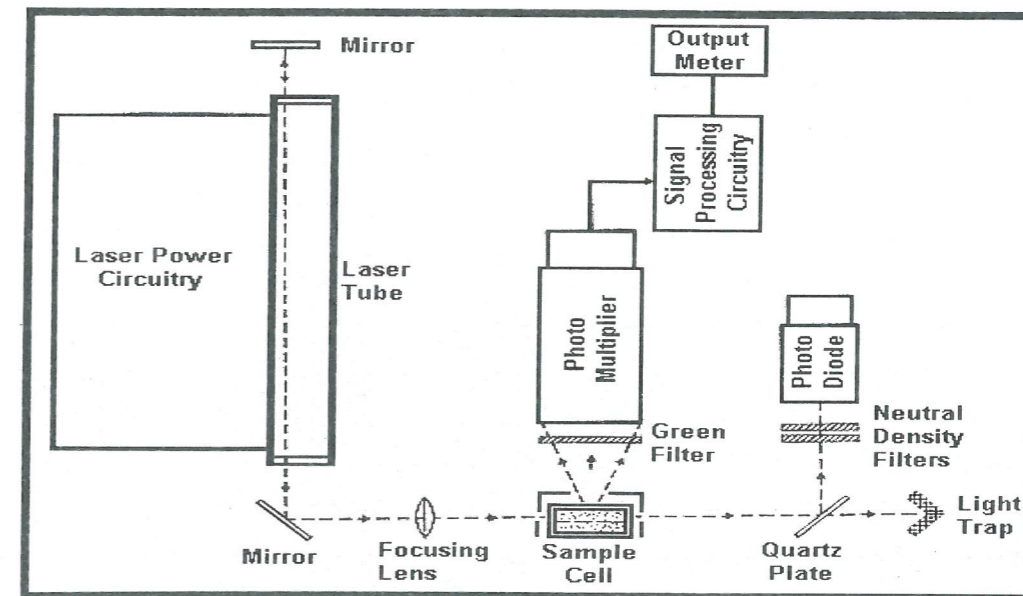 Mirror
Output
Meter
Signal
Processing
Circuitry
Laser Power
Circuitry
Laser
Tube
Photo
Multiplier
Photo
Diode
Green
Filter
Neutral
Density
Filters
Mirror
Focusing
Lens
Sample
Cell
Quartz
Plate
Light
Trap